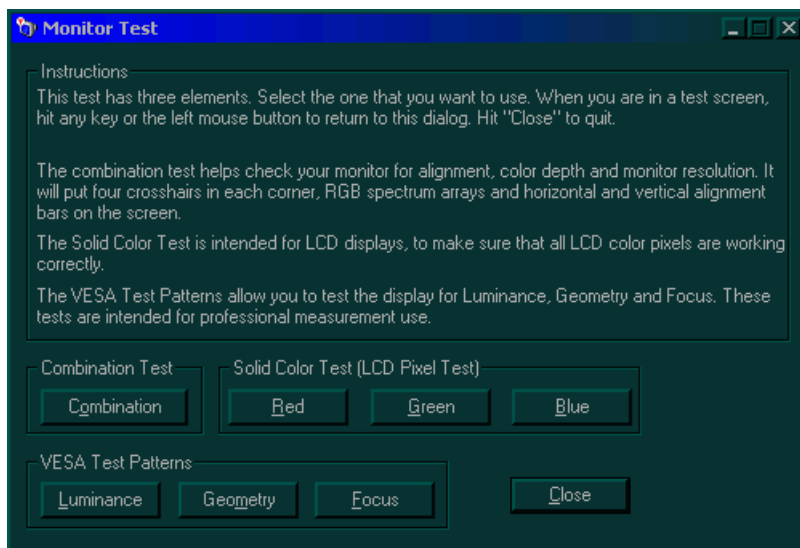 Monitor Test
Instructions
This test has three elements. Select the one that you want to use. When you are in a test screen,
hit any key or the left mouse button to return to this dialog. Hit "Close" to quit.
The combination test helps check your monitor for alignment, color depth and monitor resolution. It
will put four crosshairs in each corner, RGB spectrum arrays and horizontal and vertical alignment
bars on the screen.
The Solid Color Test is intended for LCD displays, to make sure that all LCD color pixels are working
correctly.
The VESA Test Patterns allow you to test the display for Luminance, Geometry and Focus. These
tests are intended for professional measurement use.
Combination Test
Solid Color Test (LCD Pixel Test)
Combination
Red
Green
Blue
VESA Test Patterns
Luminance
Geometry
Focus
Close